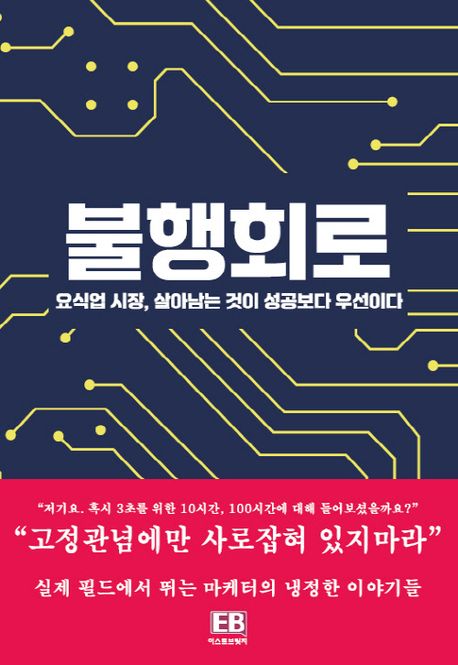 불행회로
요식업 시장, 살아남는 것이 성공보다 우선이다
“저기요. 혹시 3초를 위한 10시간, 100시간에 대해 들어보셨을까요?”
“고정관념에만 사로잡혀 있지마라”
실제 필드에서 뛰는 마케터의 냉정한 이야기들
EB
이스트브릿지